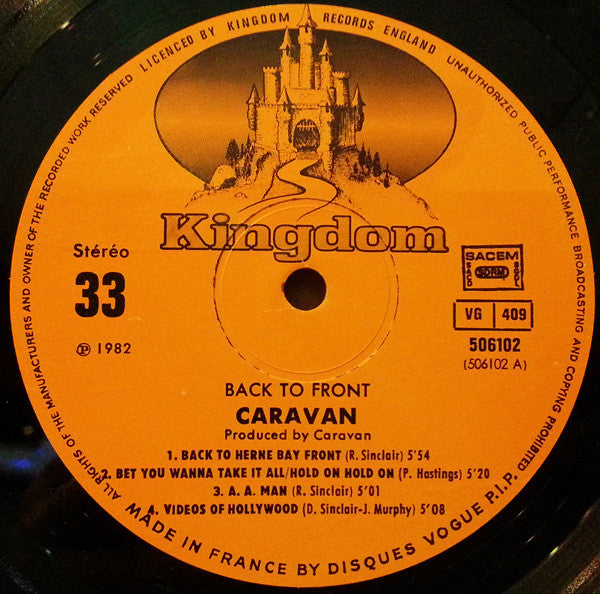 ALL RIGHTS OF THE MANUFACTURERS AND OWNER OF THE RECORDED WORK RESERVED LICENCED BY KINGDOM RECORDS ENGLAND UNAUTHORIZED PUBLIC PERFORMANCE BROADCASTING AND COPYING PROHIBITED
Kingdom
Stéréo
33
Ⓟ 1982
SACEM
SACD SDRM SGDL
VG 409
506102
(506102 A)
BACK TO FRONT
CARAVAN
Produced by Caravan
1. BACK TO HERNE BAY FRONT (R. Sinclair) 5'54
2. BET YOU WANNA TAKE IT ALL/HOLD ON HOLD ON (P. Hastings) 5'20
3. A. A. MAN (R. Sinclair) 5'01
4. VIDEOS OF HOLLYWOOD (D. Sinclair-J. Murphy) 5'08
MADE IN FRANCE BY DISQUES VOGUE P.I.P.